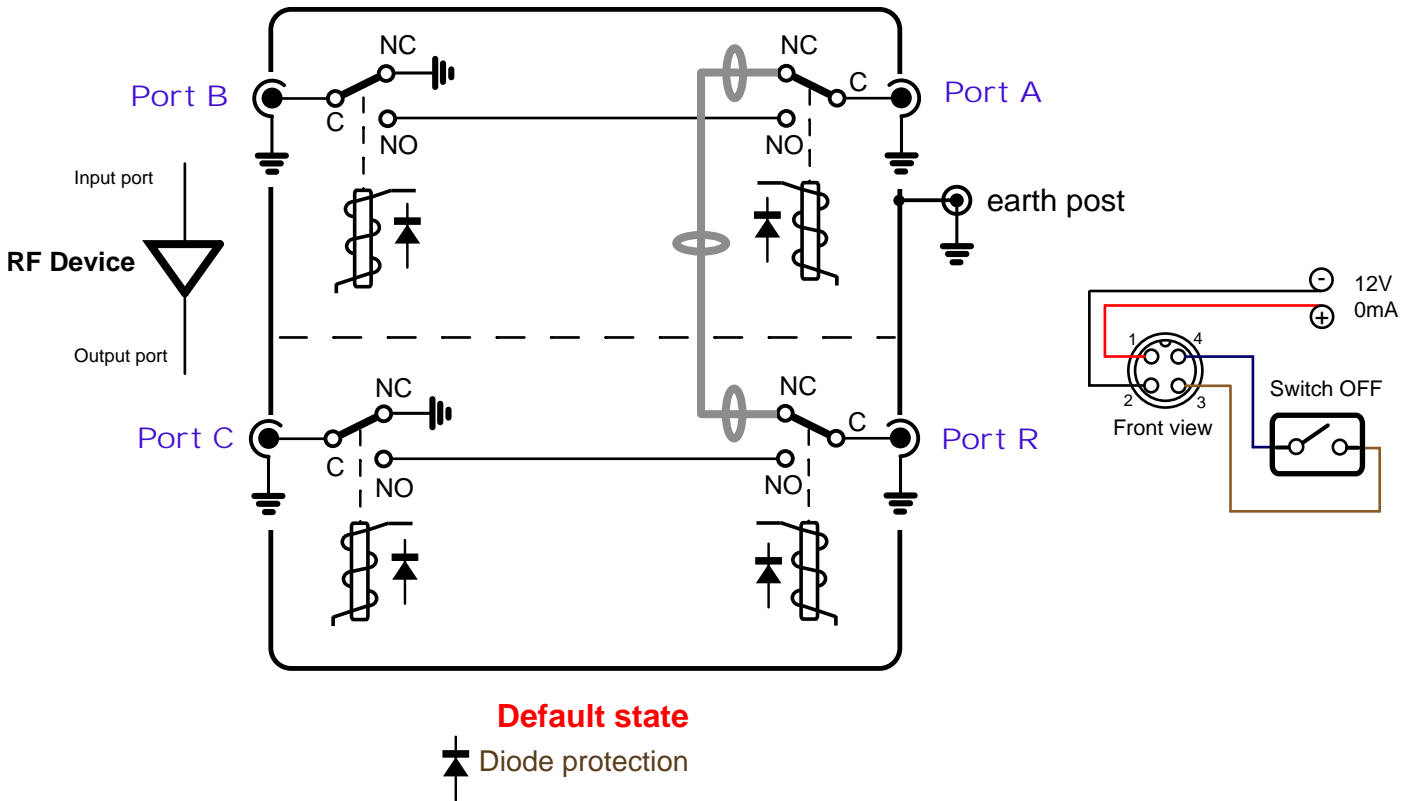 NC
NC
Port B
C
Port A
C
NO
NO
Input port
earth post
RF Device
-
12V
+
0mA
Output port
1
4
Switch OFF
2
3
Front view
NC
NC
Port C
C
Port R
C
NO
NO
Default state
Diode protection